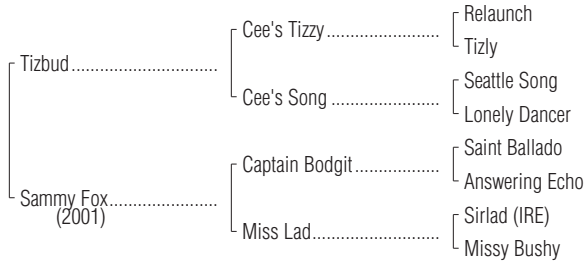 Relaunch
Cee's Tizzy
Tizly
Tizbud
Seattle Song
Cee's Song
Lonely Dancer
Saint Ballado
Captain Bodgit
Answering Echo
Sammy Fox
(2001)
Sirlad (IRE)
Miss Lad
Missy Bushy